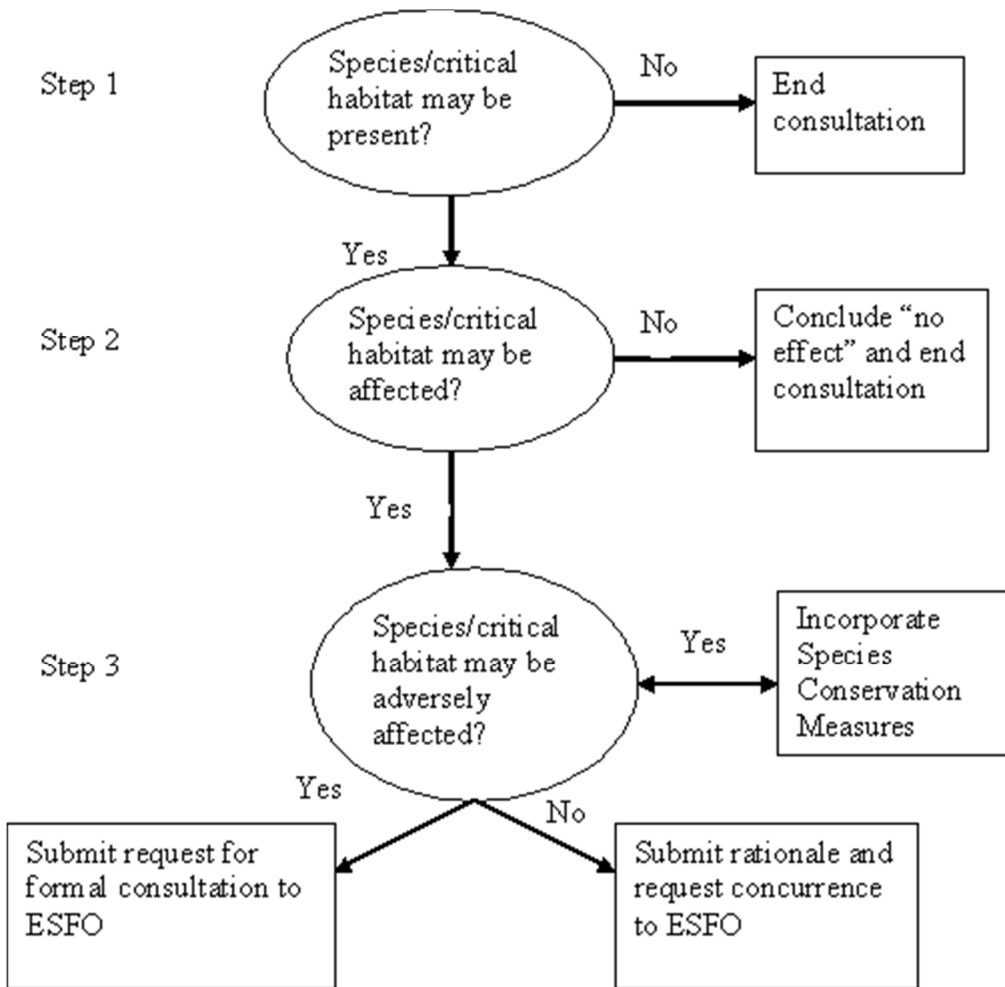 Step 1
Species/critical
habitat may be
present?
No
End
consultation
Yes
Step 2
Species/critical
habitat may be
affected?
No
Conclude “no
effect” and end
consultation
Yes
Step 3
Species/critical
habitat may be
adversely
affected?
Yes
Incorporate
Species
Conservation
Measures
Yes
No
Submit request for
formal consultation to
ESFO
Submit rationale and
request concurrence
to ESFO